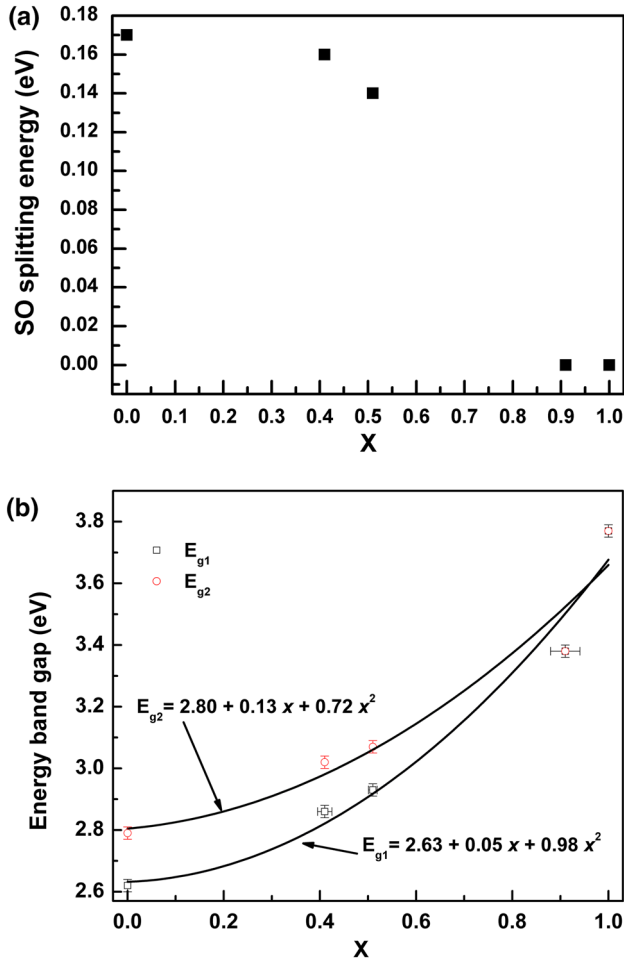 (a)
SO splitting energy (eV)
0.18
0.16
0.14
0.12
0.10
0.08
0.06
0.04
0.02
0.00
0.0 0.1 0.2 0.3 0.4 0.5 0.6 0.7 0.8 0.9 1.0
X
(b)
Energy band gap (eV)
3.8
3.6
3.4
3.2
3.0
2.8
2.6
E_g1
E_g2
E_g2 = 2.80 + 0.13 x + 0.72 x²
E_g1 = 2.63 + 0.05 x + 0.98 x²
0.0 0.2 0.4 0.6 0.8 1.0
X